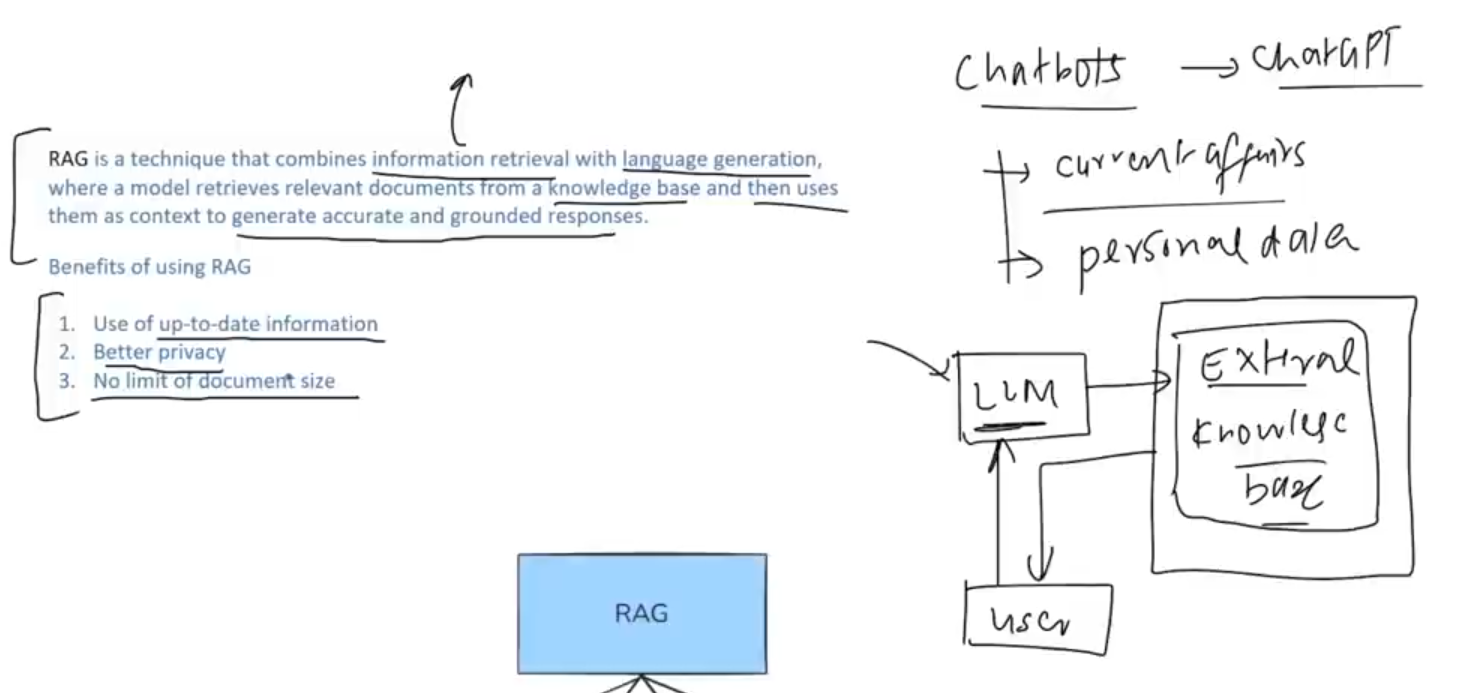 Chatbots → ChatGPT
current affairs
personal data
RAG is a technique that combines information retrieval with language generation,
where a model retrieves relevant documents from a knowledge base and then uses
them as context to generate accurate and grounded responses.
Benefits of using RAG
1. Use of up-to-date information
2. Better privacy
3. No limit of document size
LLM
External
Knowledge
base
user
RAG